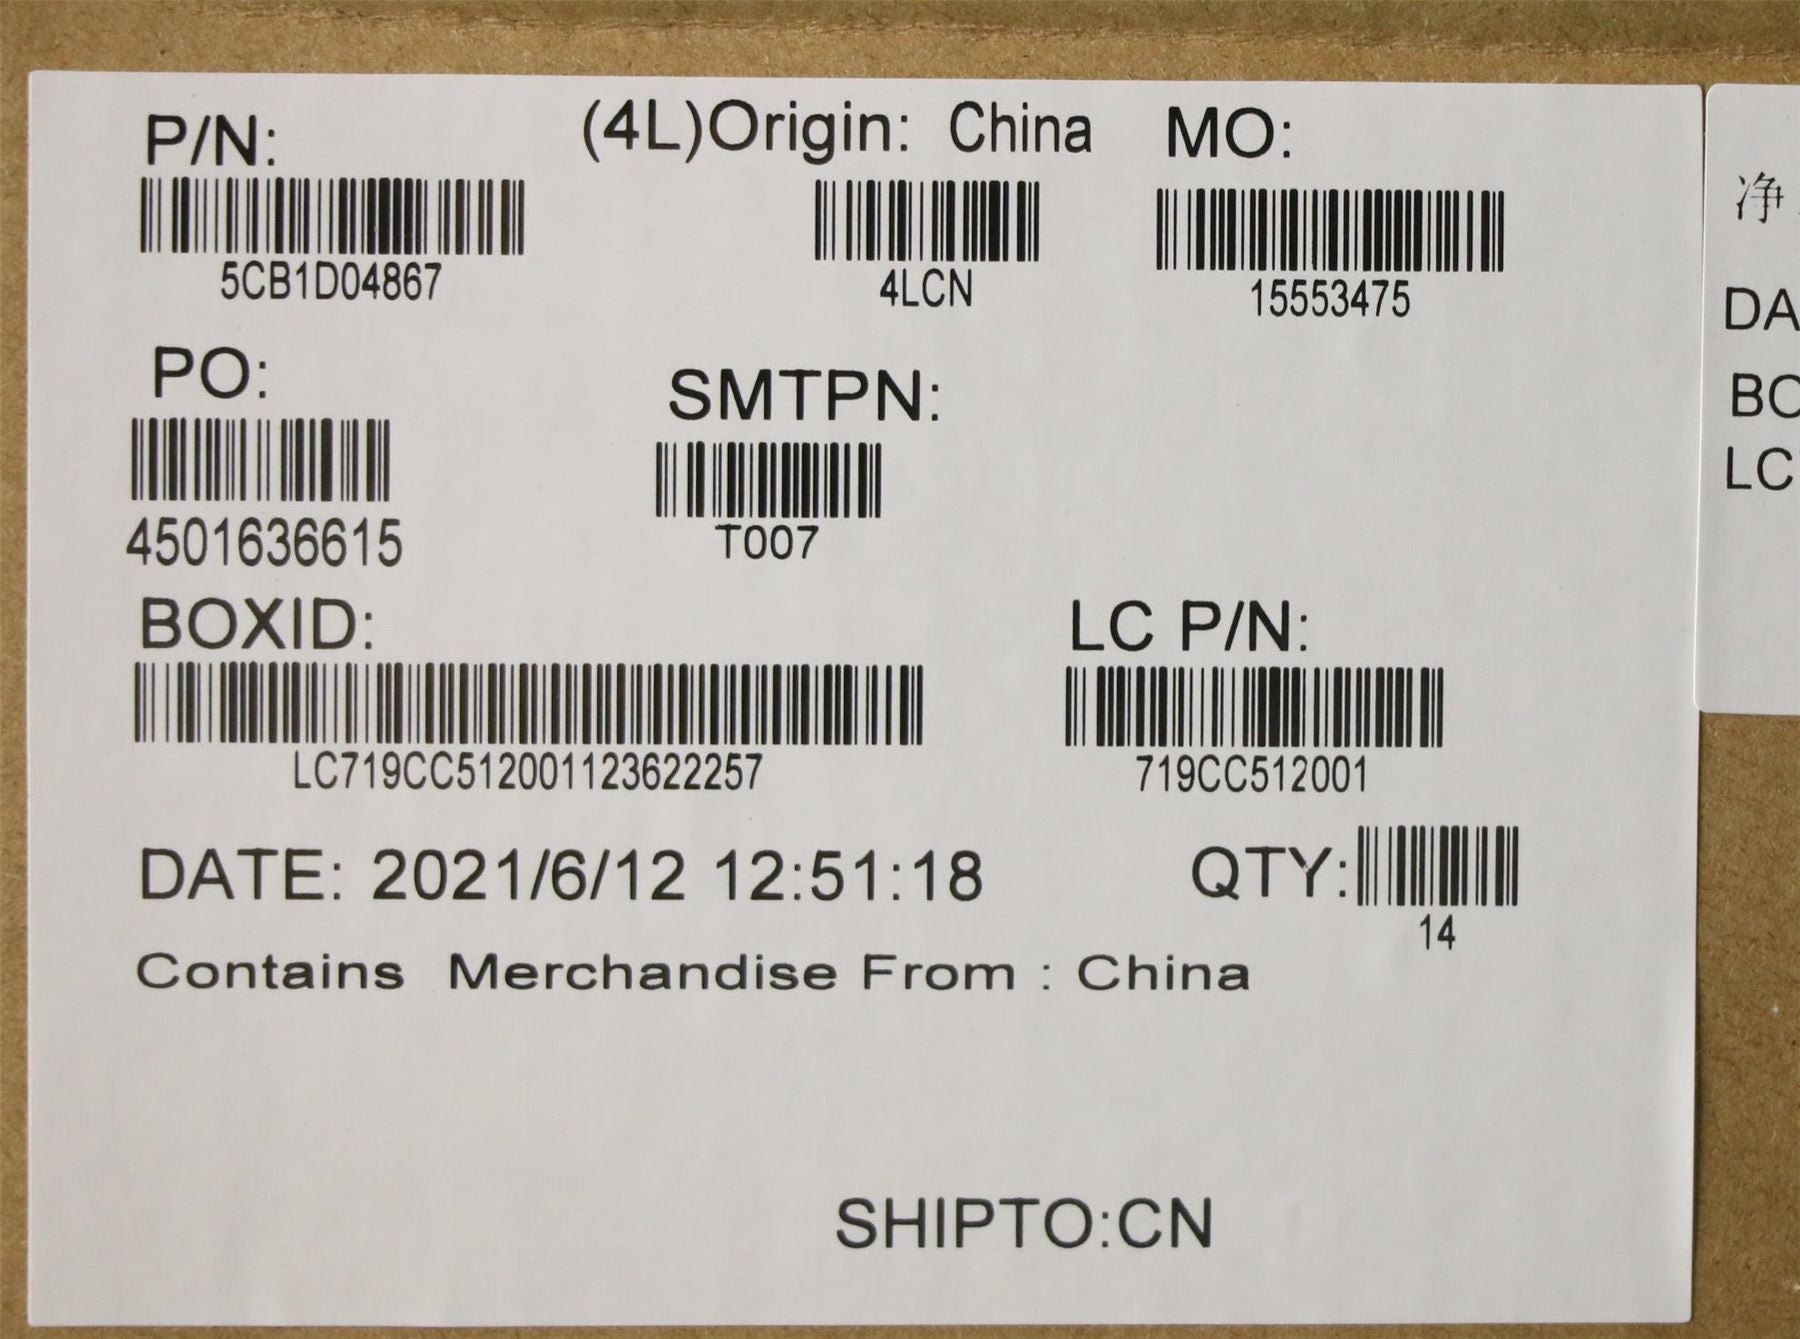 P/N:
(4L)Origin: China
MO:
5CB1D04867
4LCN
15553475
PO:
SMTPN:
4501636615
T007
BOXID:
LC P/N:
LC719CC512001123622257
719CC512001
DATE: 2021/6/12 12:51:18
QTY:
14
Contains Merchandise From : China
SHIPTO:CN
净
DA
BO
LC